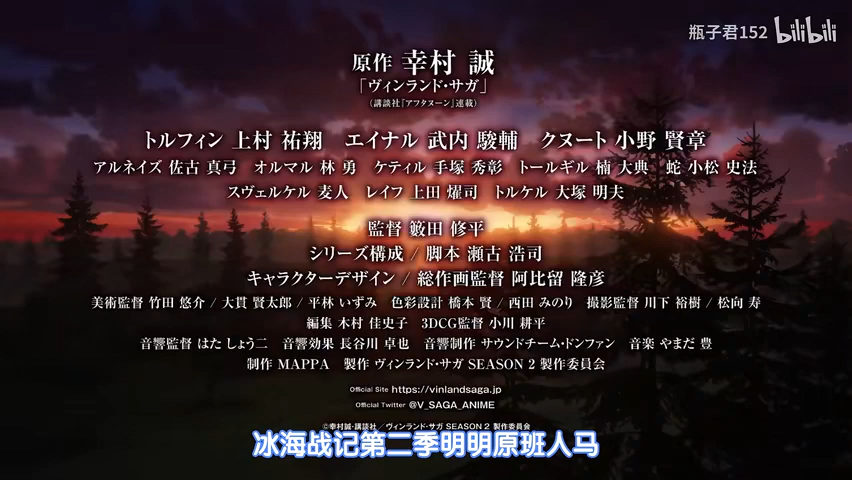 瓶子君152 bilibili
原作 幸村 誠
「ヴィンランド・サガ」
(講談社『アフタヌーン』連載)
トルフィン 上村 祐翔 エイナル 武内 駿輔 クヌート 小野 賢章
アルネイズ 佐古 真弓 オルマル 林 勇 ケティル 手塚 秀彰 トールギル 楠 大典 蛇 小松 史法
スヴェルケル 麦人 レイフ 上田 燿司 トルケル 大塚 明夫
監督 籔田 修平
シリーズ構成 / 脚本 瀬古 浩司
キャラクターデザイン / 総作画監督 阿比留 隆彦
美術監督 竹田 悠介 / 大貫 賢太郎 / 平林 いずみ 色彩設計 橋本 賢 / 西田 みのり 撮影監督 川下 裕樹 / 松向 寿
編集 木村 佳史子 3DCG監督 小川 耕平
音響監督 はた しょう二 音響効果 長谷川 卓也 音響制作 サウンドチーム・ドンファン 音楽 やまだ 豊
制作 MAPPA 製作 ヴィンランド・サガ SEASON 2 製作委員会
Official Site https://vinlandsaga.jp
Official Twitter @V_SAGA_ANIME
©幸村誠・講談社／ヴィンランド・サガ SEASON 2 製作委員会
冰海战记第二季明明原班人马